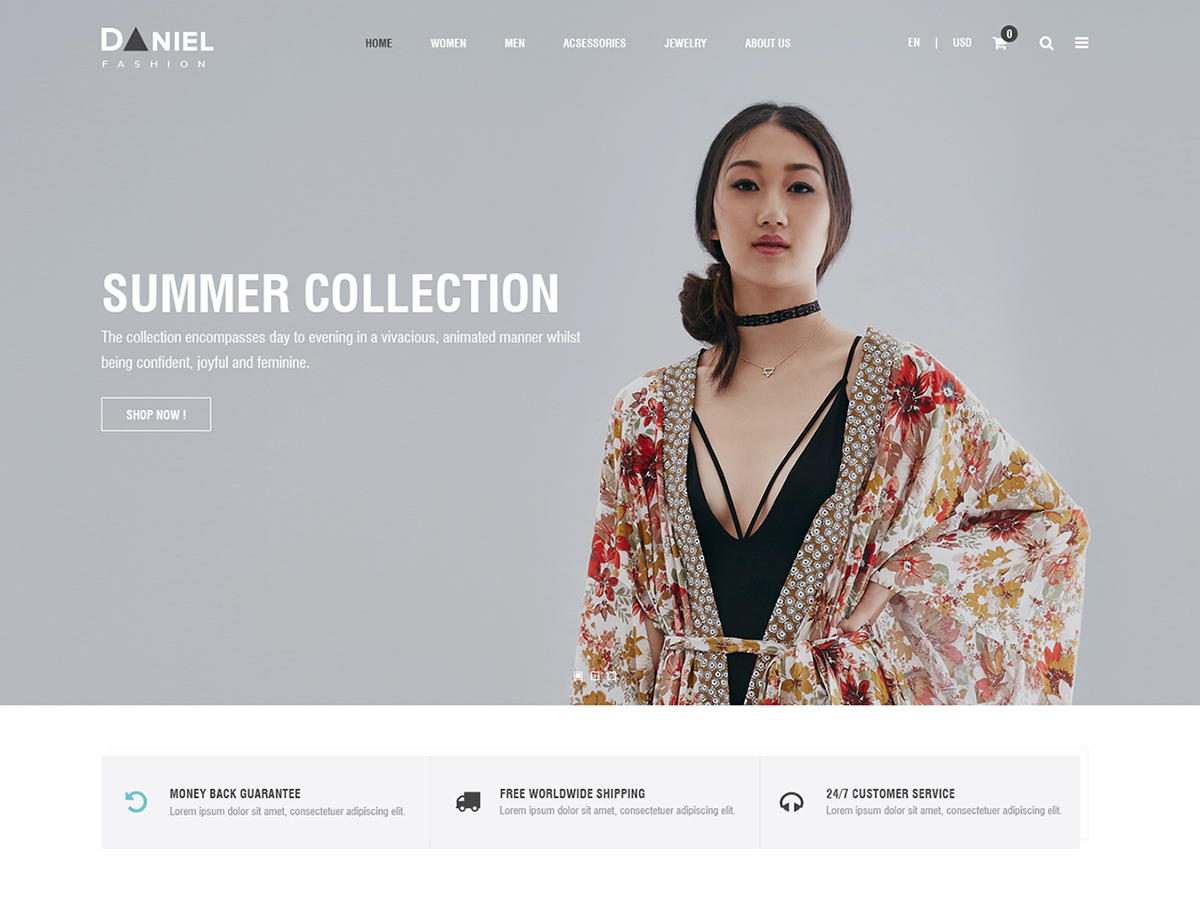 DANIEL
FASHION
HOME WOMEN MEN ACSESSORIES JEWELRY ABOUT US
EN | USD 0
SUMMER COLLECTION
The collection encompasses day to evening in a vivacious, animated manner whilst
being confident, joyful and feminine.
SHOP NOW !
MONEY BACK GUARANTEE
Lorem ipsum dolor sit amet, consectetuer adipiscing elit.
FREE WORLDWIDE SHIPPING
Lorem ipsum dolor sit amet, consectetuer adipiscing elit.
24/7 CUSTOMER SERVICE
Lorem ipsum dolor sit amet, consectetuer adipiscing elit.